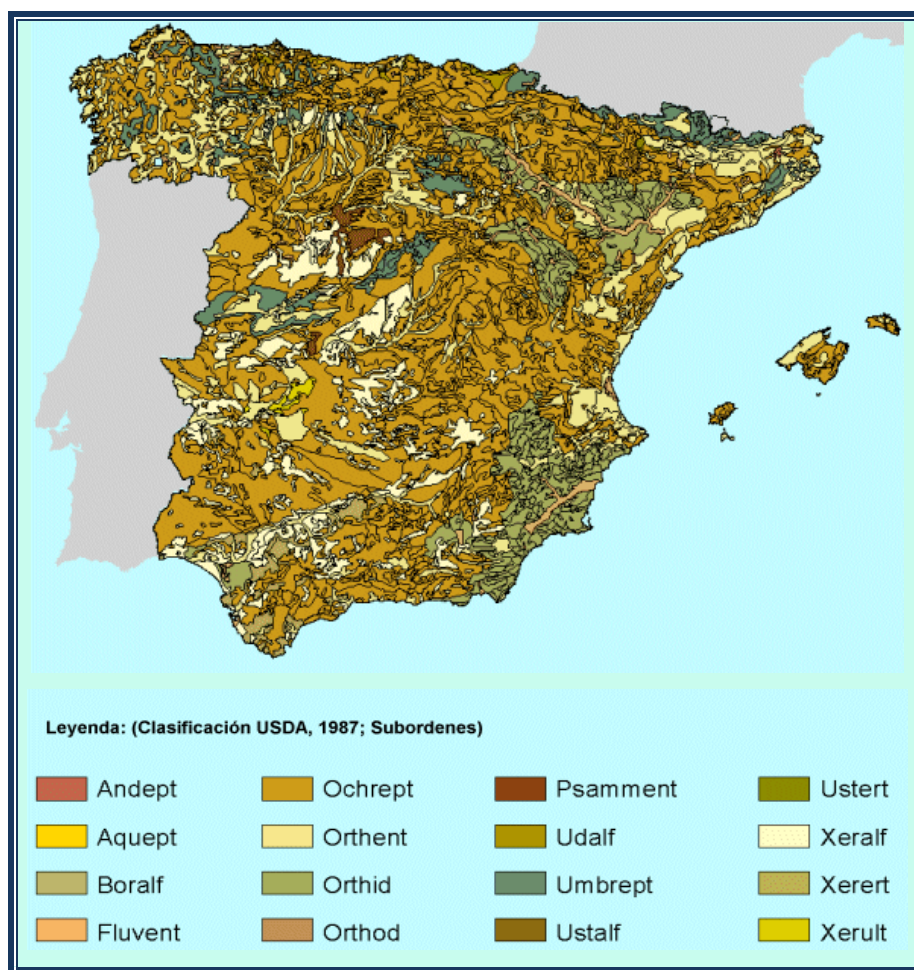 Leyenda: (Clasificación USDA, 1987; Subordenes)
Andept Ochrept Psamment Ustert
Aquept Orthent Udalf Xeralf
Boralf Orthid Umbrept Xerert
Fluvent Orthod Ustalf Xerult